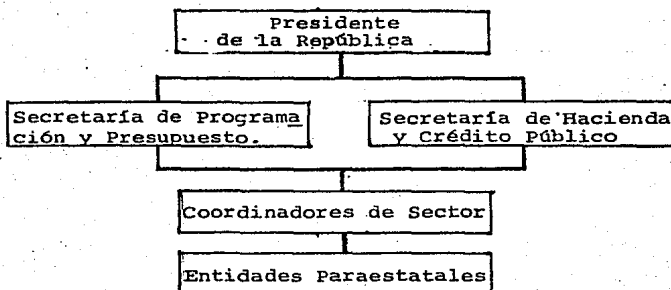 Presidente
de la República
Secretaría de Programa
ción y Presupuesto.
Secretaría de Hacienda
y Crédito Público
Coordinadores de Sector
Entidades Paraestatales